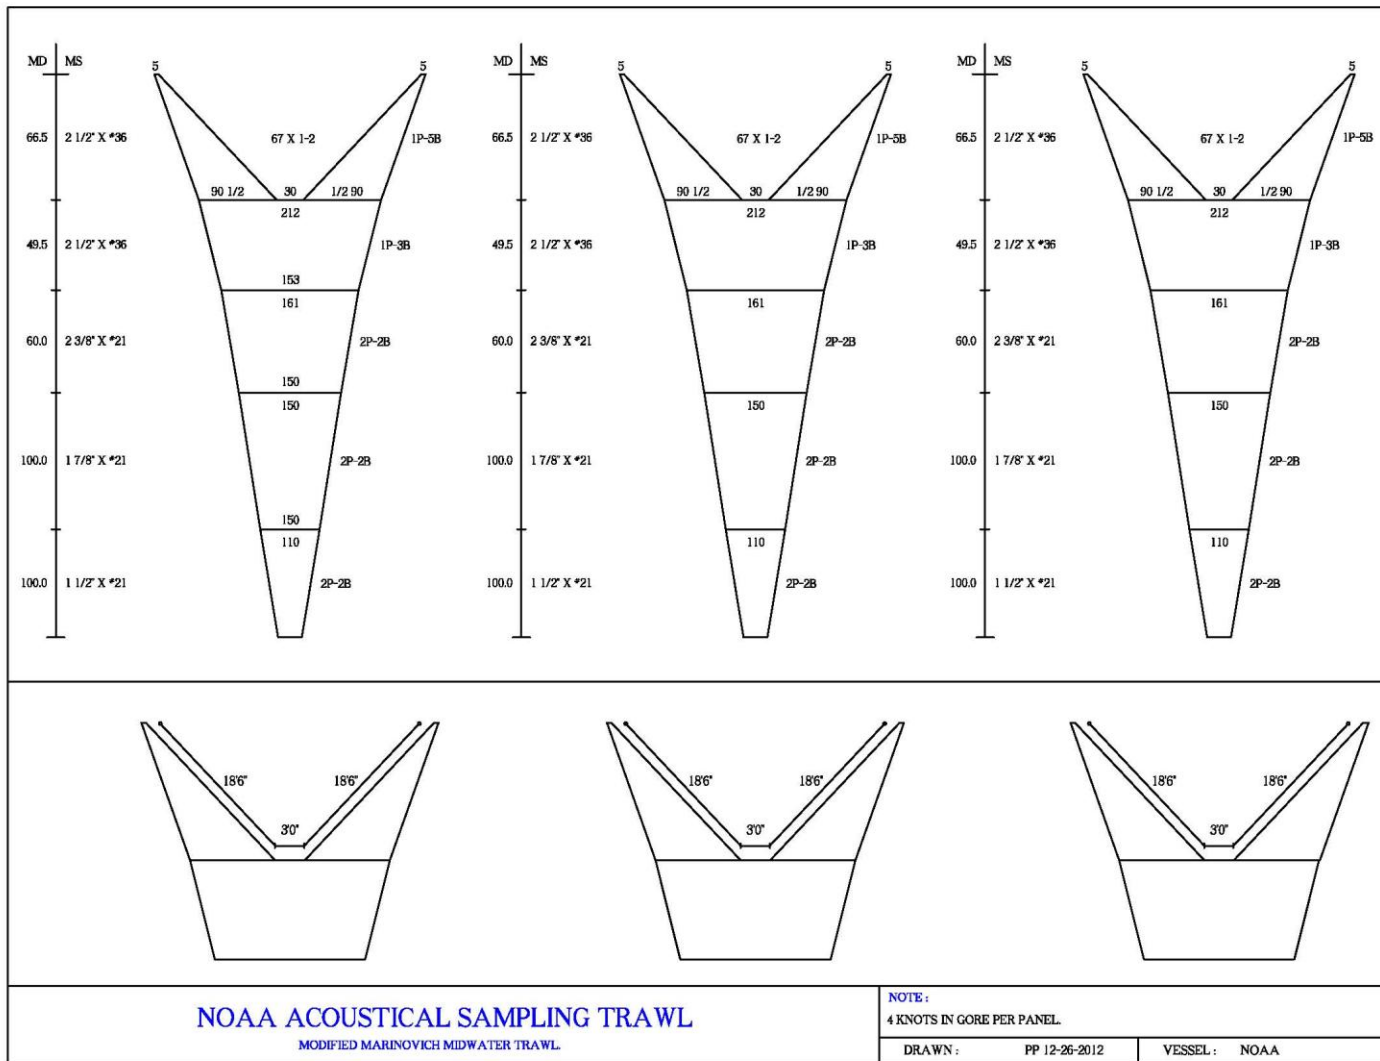 MD MS MD MS MD MS
5 5 5 5 5 5
66.5 2 1/2" X #36 67 X 1-2 1P-5B 66.5 2 1/2" X #36 67 X 1-2 1P-5B 66.5 2 1/2" X #36 67 X 1-2 1P-5B
90 1/2 30 1/2 90 90 1/2 30 1/2 90 90 1/2 30 1/2 90
212 212 212
49.5 2 1/2" X #36 1P-3B 49.5 2 1/2" X #36 1P-3B 49.5 2 1/2" X #36 1P-3B
153
161 161 161
60.0 2 3/8" X #21 2P-2B 60.0 2 3/8" X #21 2P-2B 60.0 2 3/8" X #21 2P-2B
150
150 150 150
100.0 1 7/8" X #21 2P-2B 100.0 1 7/8" X #21 2P-2B 100.0 1 7/8" X #21 2P-2B
150
110 110 110
100.0 1 1/2" X #21 2P-2B 100.0 1 1/2" X #21 2P-2B 100.0 1 1/2" X #21 2P-2B
18'6" 18'6" 18'6" 18'6" 18'6" 18'6"
3'0" 3'0" 3'0"
NOAA ACOUSTICAL SAMPLING TRAWL
MODIFIED MARINOVICH MIDWATER TRAWL.
NOTE :
4 KNOTS IN GORE PER PANEL.
DRAWN : PP 12-26-2012 VESSEL : NOAA